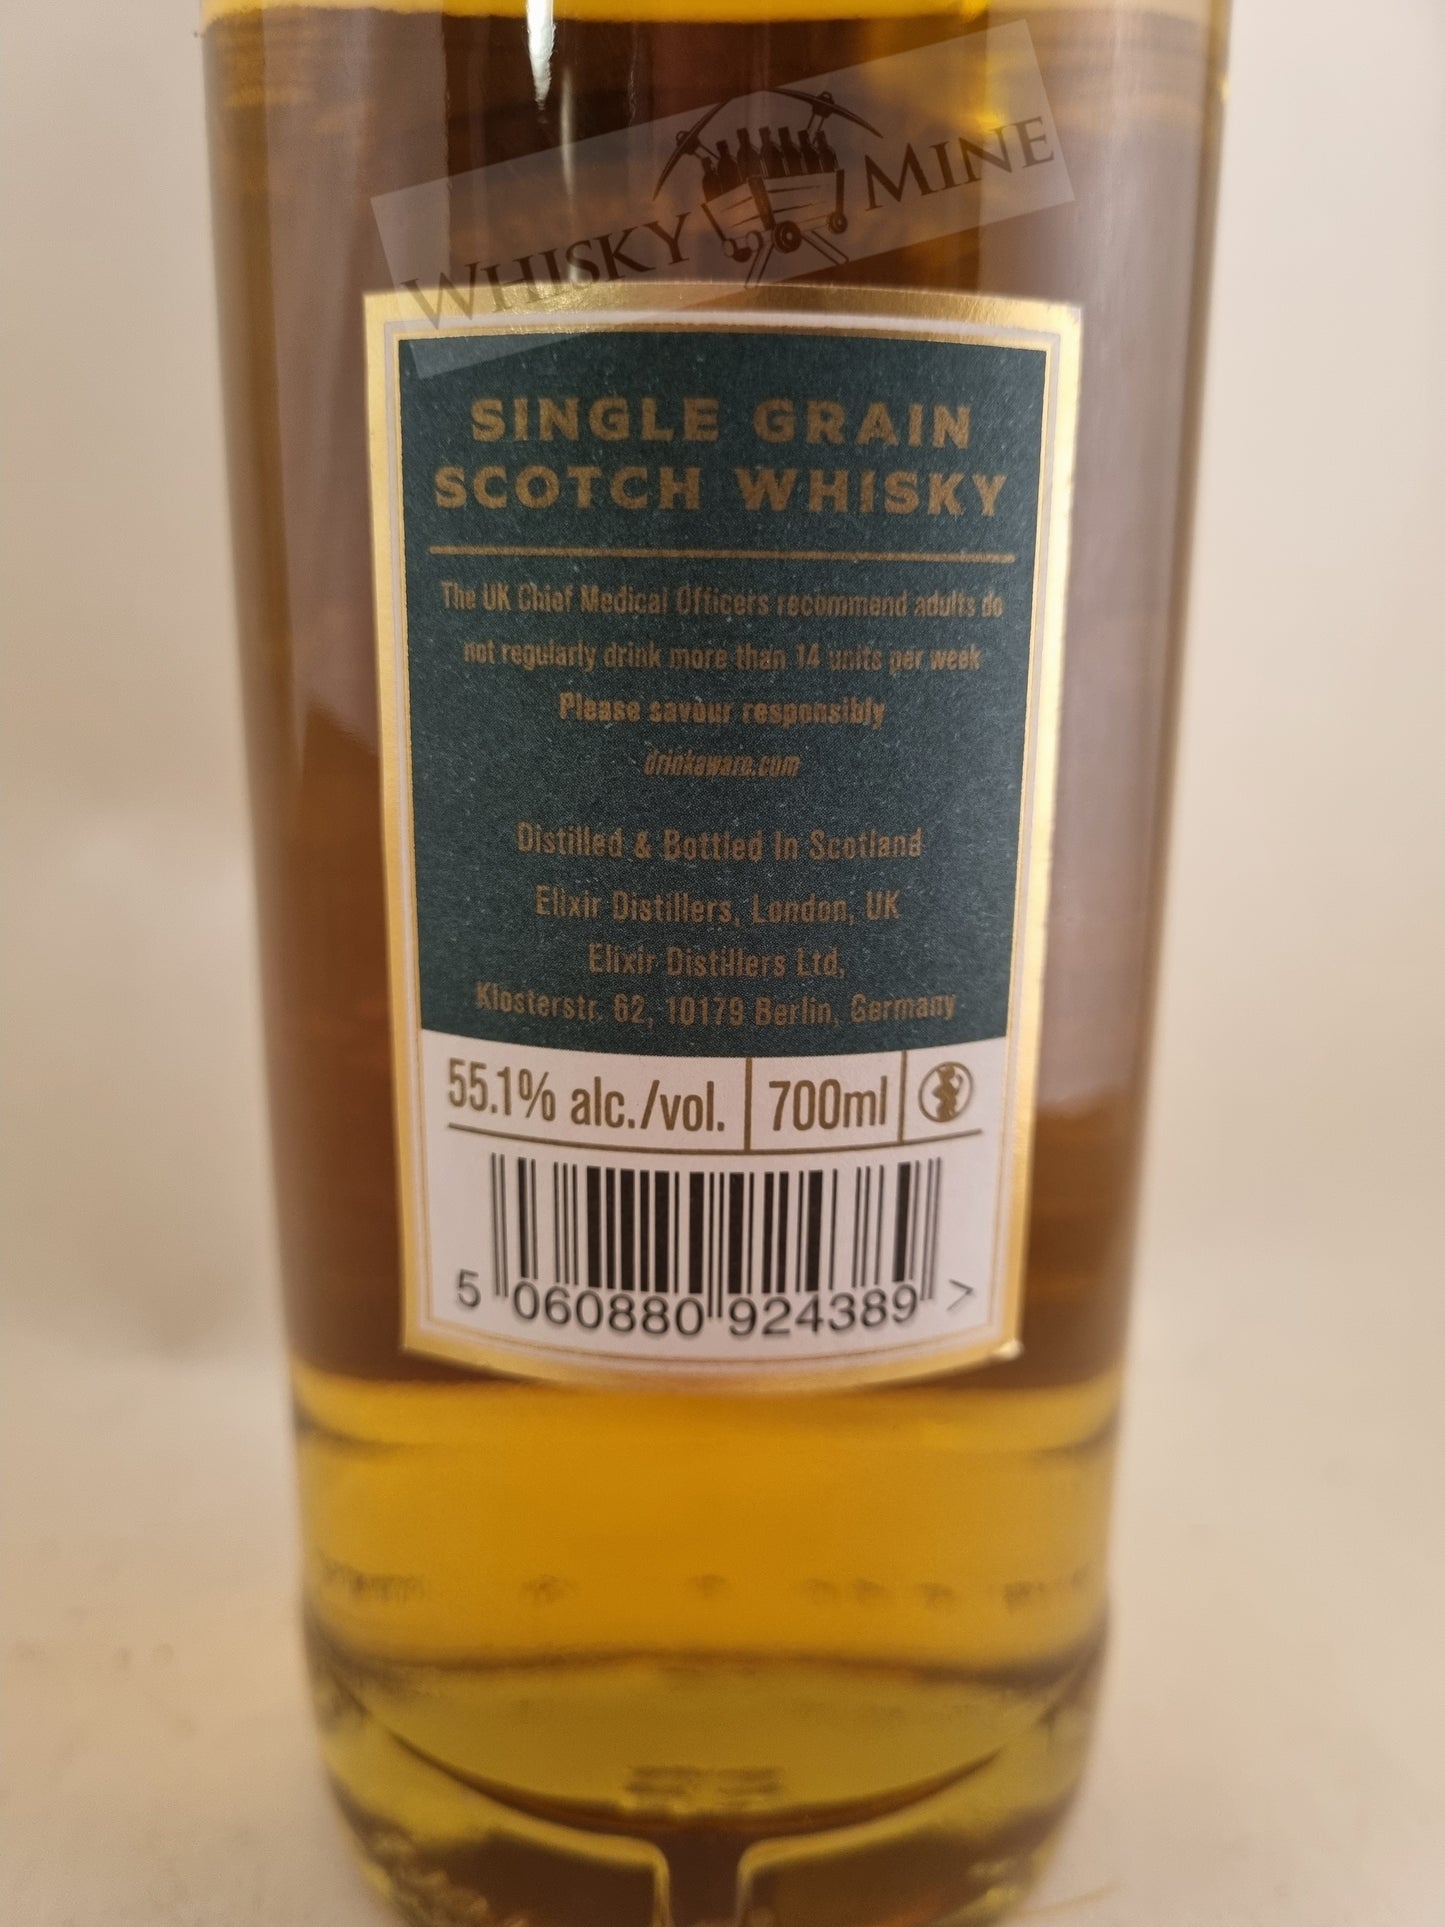 WHISKY MINE
SINGLE GRAIN
SCOTCH WHISKY
The UK Chief Medical Officers recommend adults do
not regularly drink more than 14 units per week
Please savour responsibly
drinkaware.com
Distilled & Bottled In Scotland
Elixir Distillers, London, UK
Elixir Distillers Ltd,
Klosterstr. 62, 10179 Berlin, Germany
55.1% alc./vol. 700ml
5 060880 924389 >